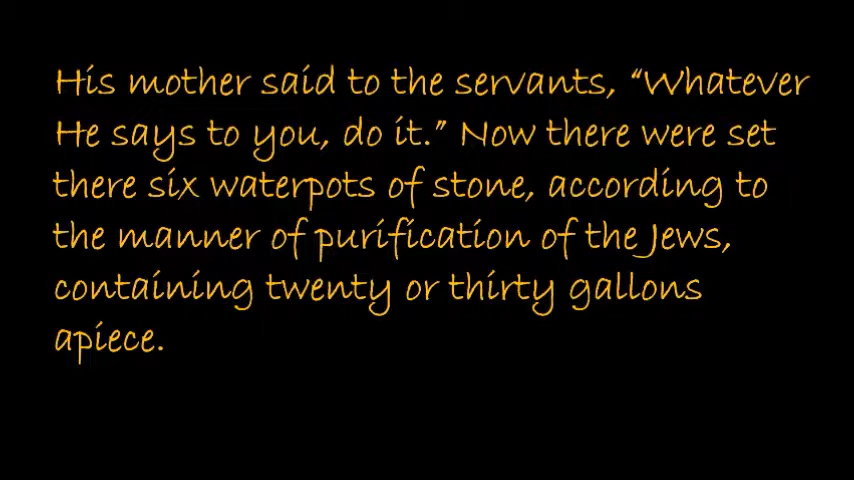 His mother said to the servants, “Whatever
He says to you, do it.” Now there were set
there six waterpots of stone, according to
the manner of purification of the Jews,
containing twenty or thirty gallons
apiece.